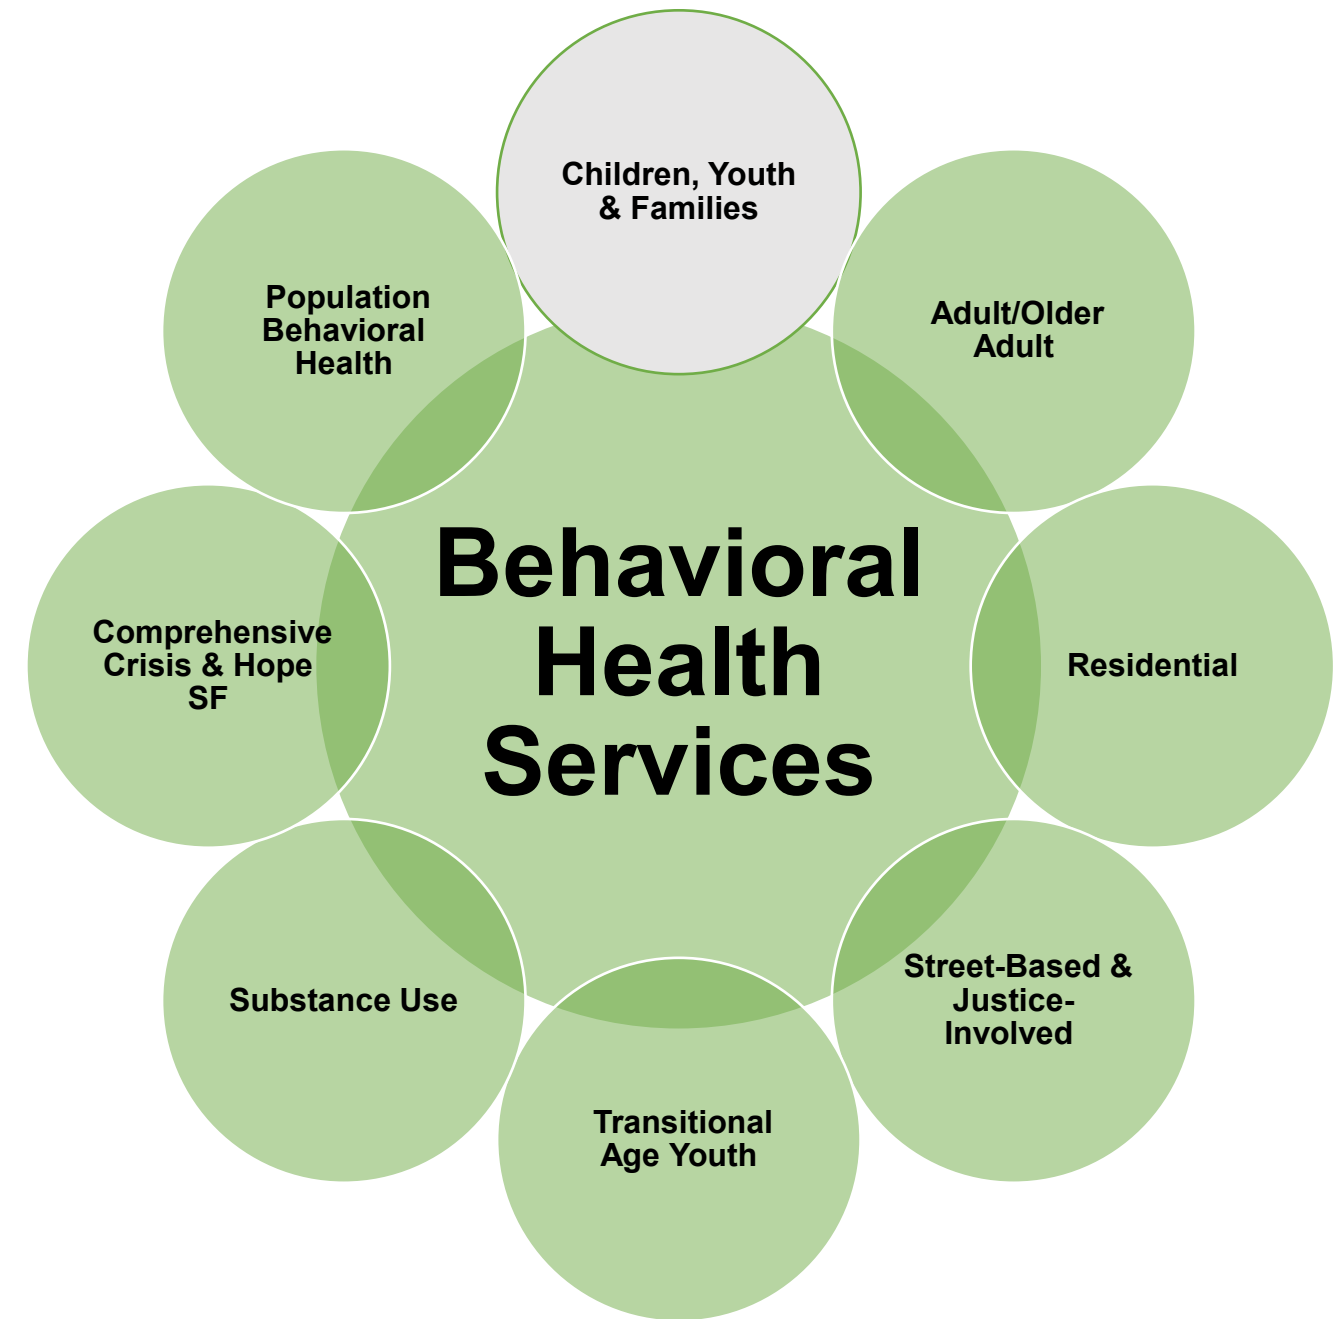 Children, Youth
& Families
Population
Behavioral
Health
Adult/Older
Adult
Behavioral
Health
Services
Comprehensive
Crisis & Hope
SF
Residential
Substance Use
Street-Based &
Justice-
Involved
Transitional
Age Youth